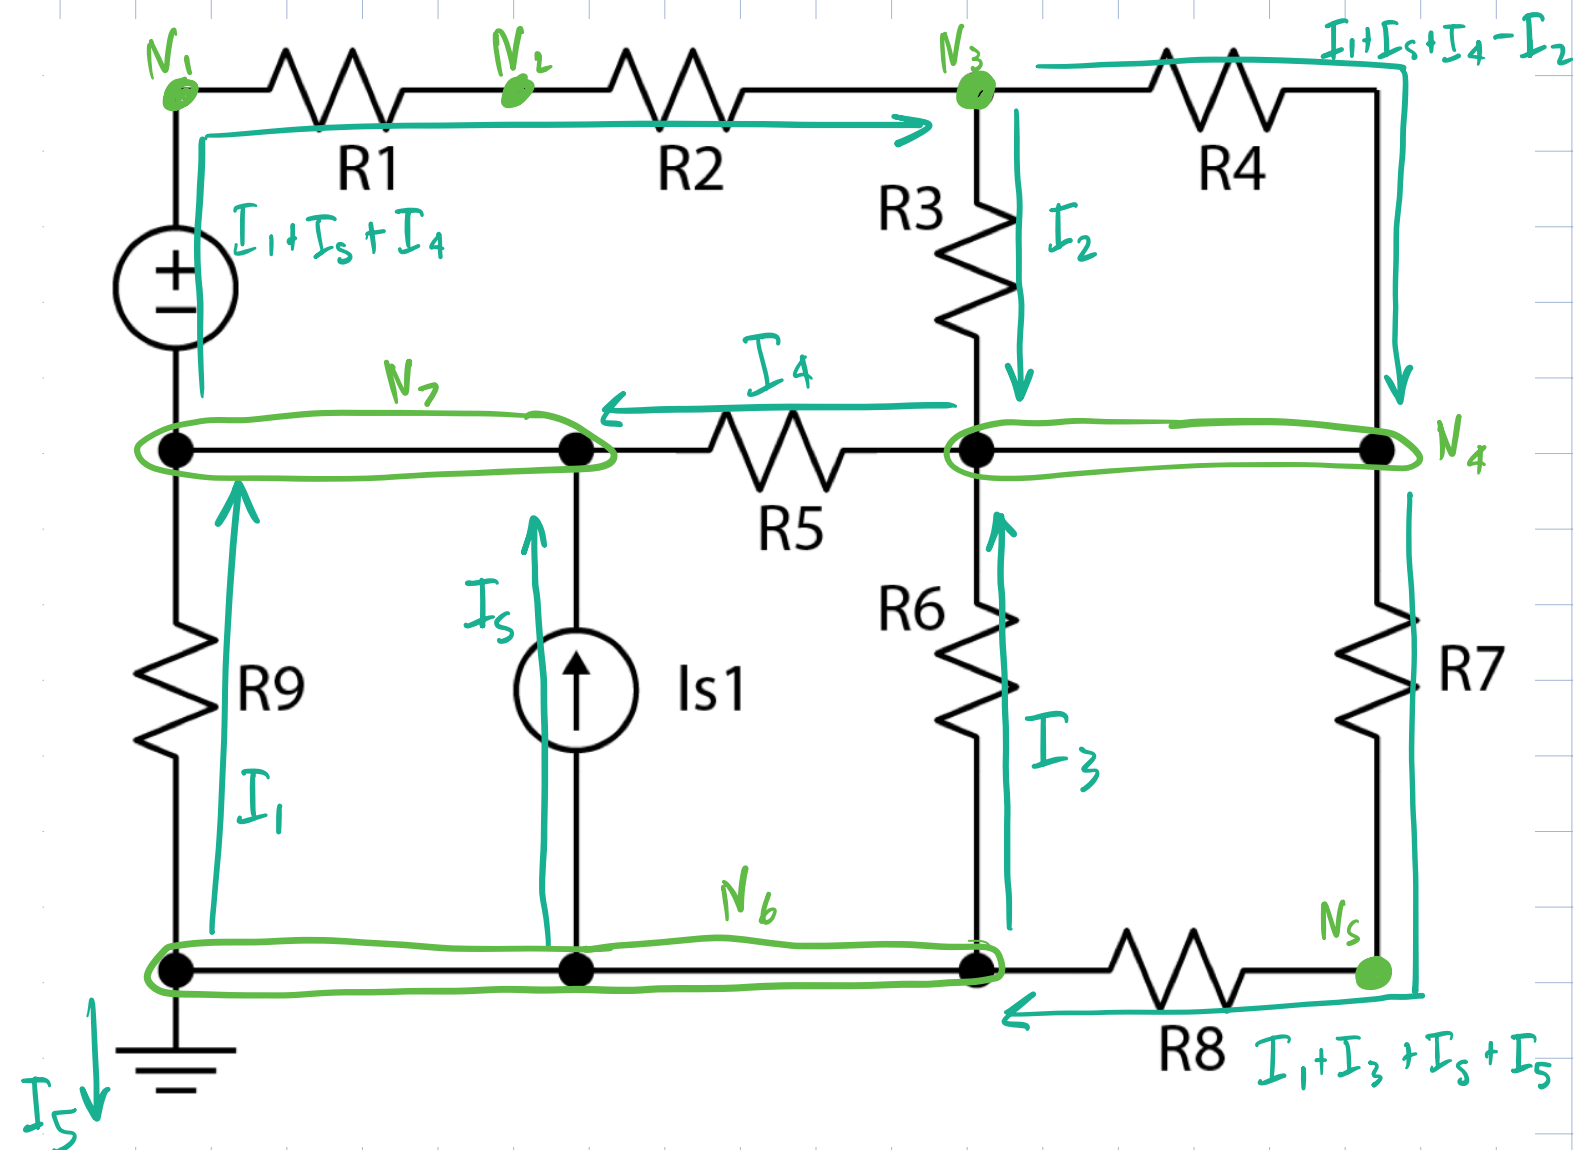 N1
N2
N3
I1+Is+I4-I2
R1
R2
R4
R3
I1+Is+I4
I2
+
−
I4
N7
N4
R5
Is
R6
R9
Is1
R7
I3
I1
N6
N5
R8
I1+I3+Is+I5
I5